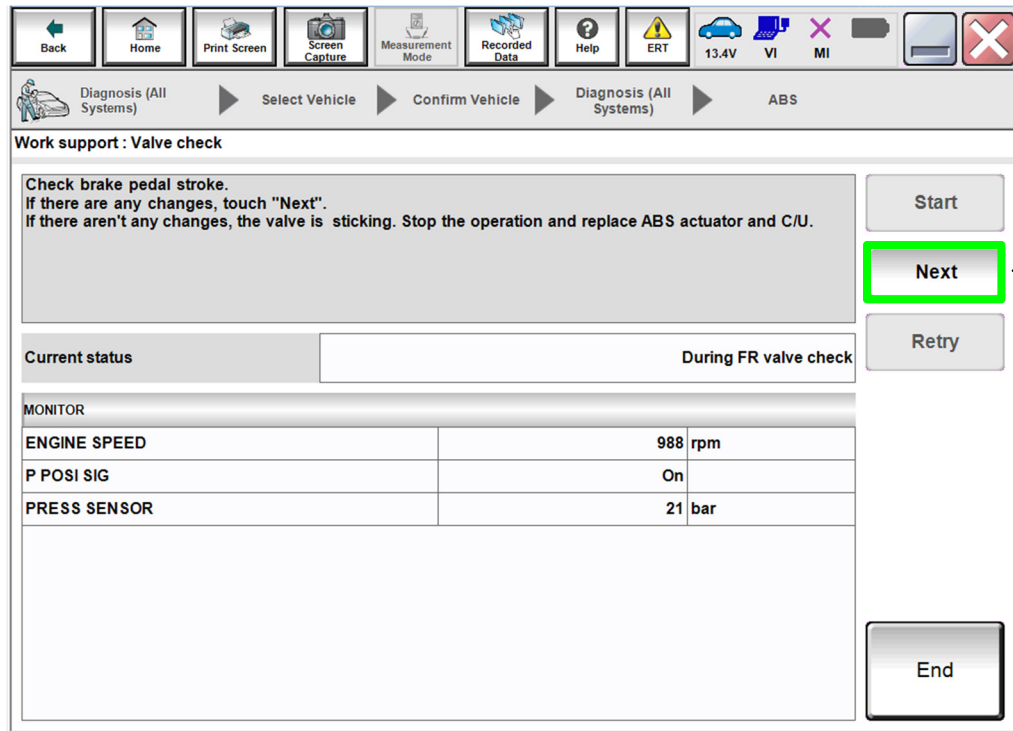 Back
Home
Print Screen
Screen
Capture
Measurement
Mode
Recorded
Data
Help
ERT
13.4V
VI
MI
Diagnosis (All
Systems)
Select Vehicle
Confirm Vehicle
Diagnosis (All
Systems)
ABS
Work support : Valve check
Check brake pedal stroke.
If there are any changes, touch "Next".
If there aren't any changes, the valve is sticking. Stop the operation and replace ABS actuator and C/U.
Start
Next
Retry
Current status During FR valve check
MONITOR
ENGINE SPEED 988 rpm
P POSI SIG On
PRESS SENSOR 21 bar
End